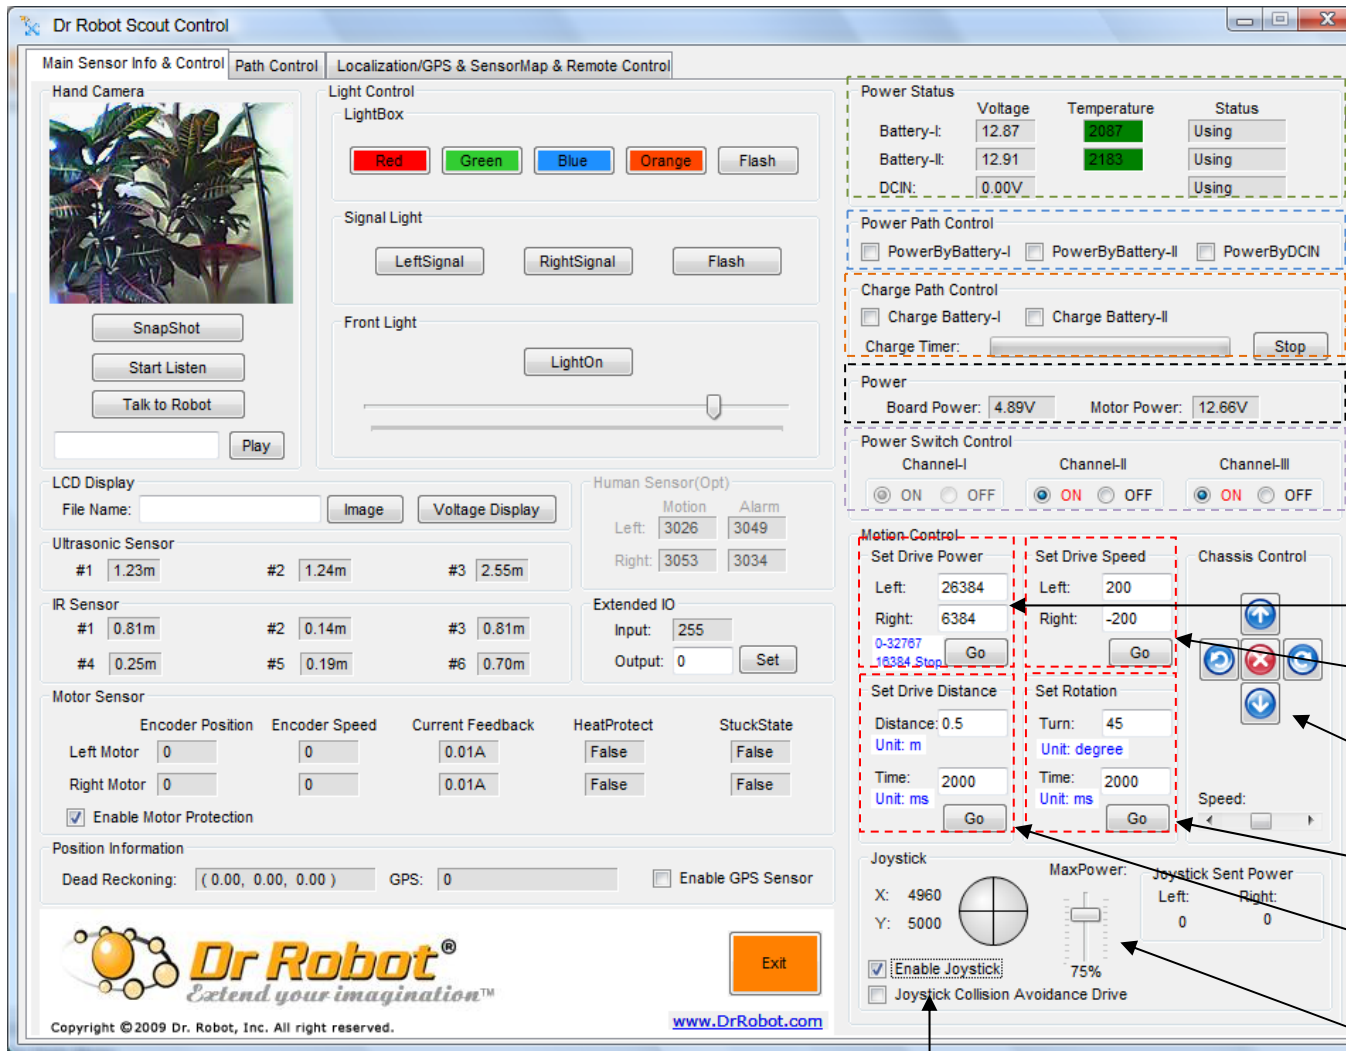 Dr Robot Scout Control
Main Sensor Info & Control
Path Control
Localization/GPS & SensorMap & Remote Control
Hand Camera
SnapShot
Start Listen
Talk to Robot
Play
Light Control
LightBox
Red
Green
Blue
Orange
Flash
Signal Light
LeftSignal
RightSignal
Flash
Front Light
LightOn
LCD Display
File Name:
Image
Voltage Display
Human Sensor(Opt)
Motion Alarm
Left: 3026 3049
Right: 3053 3034
Ultrasonic Sensor
#1 1.23m #2 1.24m #3 2.55m
IR Sensor
#1 0.81m #2 0.14m #3 0.81m
#4 0.25m #5 0.19m #6 0.70m
Extended IO
Input: 255
Output: 0 Set
Motor Sensor
Encoder Position Encoder Speed Current Feedback HeatProtect StuckState
Left Motor 0 0 0.01A False False
Right Motor 0 0 0.01A False False
Enable Motor Protection
Position Information
Dead Reckoning: ( 0.00, 0.00, 0.00 ) GPS: 0 Enable GPS Sensor
Dr Robot®
Extend your imagination™
Copyright ©2009 Dr. Robot, Inc. All right reserved.
Exit
www.DrRobot.com
Power Status
Voltage Temperature Status
Battery-I: 12.87 2087 Using
Battery-II: 12.91 2183 Using
DCIN: 0.00V Using
Power Path Control
PowerByBattery-I PowerByBattery-II PowerByDCIN
Charge Path Control
Charge Battery-I Charge Battery-II
Charge Timer: Stop
Power
Board Power: 4.89V Motor Power: 12.66V
Power Switch Control
Channel-I Channel-II Channel-III
ON OFF ON OFF ON OFF
Motion Control
Set Drive Power
Left: 26384
Right: 6384
0-32767
16384 Stop
Go
Set Drive Speed
Left: 200
Right: -200
Go
Chassis Control
Speed:
Set Drive Distance
Distance: 0.5
Unit: m
Time: 2000
Unit: ms
Go
Set Rotation
Turn: 45
Unit: degree
Time: 2000
Unit: ms
Go
Joystick
X: 4960
Y: 5000
MaxPower:
75%
Joystick Sent Power
Left: Right:
0 0
Enable Joystick
Joystick Collision Avoidance Drive